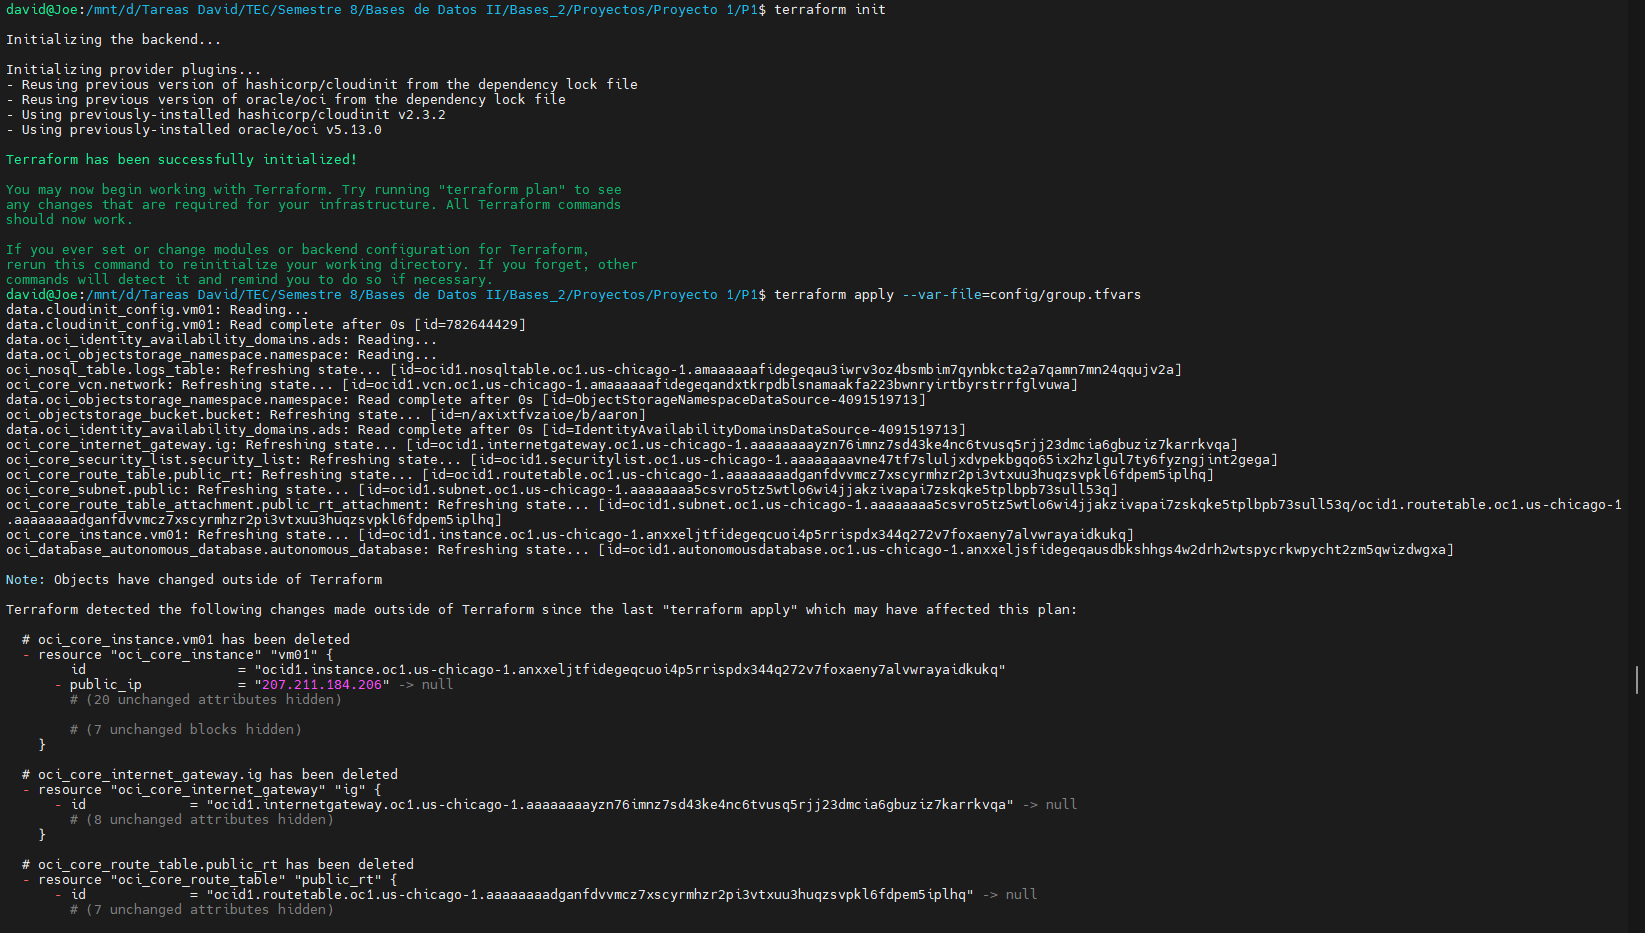 david@Joe:/mnt/d/Tareas David/TEC/Semestre 8/Bases de Datos II/Bases_2/Proyectos/Proyecto 1/P1$ terraform init
Initializing the backend...
Initializing provider plugins...
- Reusing previous version of hashicorp/cloudinit from the dependency lock file
- Reusing previous version of oracle/oci from the dependency lock file
- Using previously-installed hashicorp/cloudinit v2.3.2
- Using previously-installed oracle/oci v5.13.0
Terraform has been successfully initialized!
You may now begin working with Terraform. Try running "terraform plan" to see
any changes that are required for your infrastructure. All Terraform commands
should now work.
If you ever set or change modules or backend configuration for Terraform,
rerun this command to reinitialize your working directory. If you forget, other
commands will detect it and remind you to do so if necessary.
david@Joe:/mnt/d/Tareas David/TEC/Semestre 8/Bases de Datos II/Bases_2/Proyectos/Proyecto 1/P1$ terraform apply --var-file=config/group.tfvars
data.cloudinit_config.vm01: Reading...
data.cloudinit_config.vm01: Read complete after 0s [id=782644429]
data.oci_identity_availability_domains.ads: Reading...
data.oci_objectstorage_namespace.namespace: Reading...
oci_nosql_table.logs_table: Refreshing state... [id=ocid1.nosqltable.oc1.us-chicago-1.amaaaaaafidegeqau3iwrv3oz4bsmbim7qynbkcta2a7qamn7mn24qqujv2a]
oci_core_vcn.network: Refreshing state... [id=ocid1.vcn.oc1.us-chicago-1.amaaaaaafidegeqandxtkrpdblsnamaakfa223bwnryirtbyrstrrfglvuwa]
data.oci_objectstorage_namespace.namespace: Read complete after 0s [id=ObjectStorageNamespaceDataSource-4091519713]
oci_objectstorage_bucket.bucket: Refreshing state... [id=n/axixtfvzaioe/b/aaron]
data.oci_identity_availability_domains.ads: Read complete after 0s [id=IdentityAvailabilityDomainsDataSource-4091519713]
oci_core_internet_gateway.ig: Refreshing state... [id=ocid1.internetgateway.oc1.us-chicago-1.aaaaaaaayzn76imnz7sd43ke4nc6tvusq5rjj23dmcia6gbuziz7karrkvqa]
oci_core_security_list.security_list: Refreshing state... [id=ocid1.securitylist.oc1.us-chicago-1.aaaaaaaavne47tf7sluljxdvpekbgqo65ix2hzlgul7ty6fyzngjint2gega]
oci_core_route_table.public_rt: Refreshing state... [id=ocid1.routetable.oc1.us-chicago-1.aaaaaaaadganfdvvmcz7xscyrmhzr2pi3vtxuu3huqzsvpkl6fdpem5iplhq]
oci_core_subnet.public: Refreshing state... [id=ocid1.subnet.oc1.us-chicago-1.aaaaaaaa5csvro5tz5wtlo6wi4jjakzivapai7zskqke5tplbpb73sull53q]
oci_core_route_table_attachment.public_rt_attachment: Refreshing state... [id=ocid1.subnet.oc1.us-chicago-1.aaaaaaaa5csvro5tz5wtlo6wi4jjakzivapai7zskqke5tplbpb73sull53q/ocid1.routetable.oc1.us-chicago-1
.aaaaaaaadganfdvvmcz7xscyrmhzr2pi3vtxuu3huqzsvpkl6fdpem5iplhq]
oci_core_instance.vm01: Refreshing state... [id=ocid1.instance.oc1.us-chicago-1.anxxeljtfidegeqcuoi4p5rrispdx344q272v7foxaeny7alvwrayaidkukq]
oci_database_autonomous_database.autonomous_database: Refreshing state... [id=ocid1.autonomousdatabase.oc1.us-chicago-1.anxxeljsfidegeqausdbkshhgs4w2drh2wtspycrkwpycht2zm5qwizdwgxa]
Note: Objects have changed outside of Terraform
Terraform detected the following changes made outside of Terraform since the last "terraform apply" which may have affected this plan:
# oci_core_instance.vm01 has been deleted
- resource "oci_core_instance" "vm01" {
id = "ocid1.instance.oc1.us-chicago-1.anxxeljtfidegeqcuoi4p5rrispdx344q272v7foxaeny7alvwrayaidkukq"
- public_ip = "207.211.184.206" -> null
# (20 unchanged attributes hidden)
# (7 unchanged blocks hidden)
}
# oci_core_internet_gateway.ig has been deleted
- resource "oci_core_internet_gateway" "ig" {
- id = "ocid1.internetgateway.oc1.us-chicago-1.aaaaaaaayzn76imnz7sd43ke4nc6tvusq5rjj23dmcia6gbuziz7karrkvqa" -> null
# (8 unchanged attributes hidden)
}
# oci_core_route_table.public_rt has been deleted
- resource "oci_core_route_table" "public_rt" {
- id = "ocid1.routetable.oc1.us-chicago-1.aaaaaaaadganfdvvmcz7xscyrmhzr2pi3vtxuu3huqzsvpkl6fdpem5iplhq" -> null
# (7 unchanged attributes hidden)